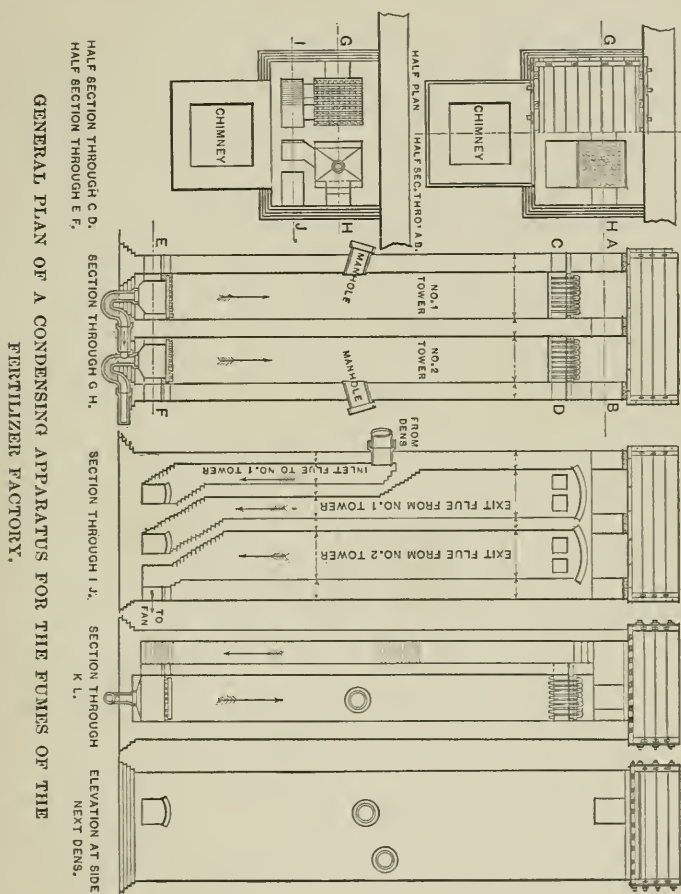 G
CHIMNEY
H
HALF PLAN
HALF SEC. THRO' A B.
G
I
CHIMNEY
H
J
HALF SECTION THROUGH C D.
HALF SECTION THROUGH E F.
A
B
C
D
NO. 1
TOWER
NO. 2
TOWER
MANHOLE
MANHOLE
E
F
SECTION THROUGH G H.
FROM
DENS
INLET FLUE TO NO. 1 TOWER
EXIT FLUE FROM NO. 1 TOWER
EXIT FLUE FROM NO. 2 TOWER
TO
FAN
SECTION THROUGH I J.
SECTION THROUGH
K L.
ELEVATION AT SIDE
NEXT DENS.
GENERAL PLAN OF A CONDENSING APPARATUS FOR THE FUMES OF THE
FERTILIZER FACTORY.